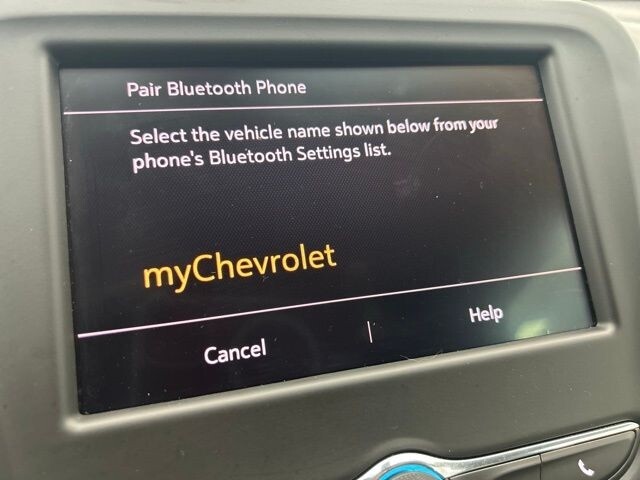 Pair Bluetooth Phone
Select the vehicle name shown below from your
phone's Bluetooth Settings list.
myChevrolet
Cancel
Help